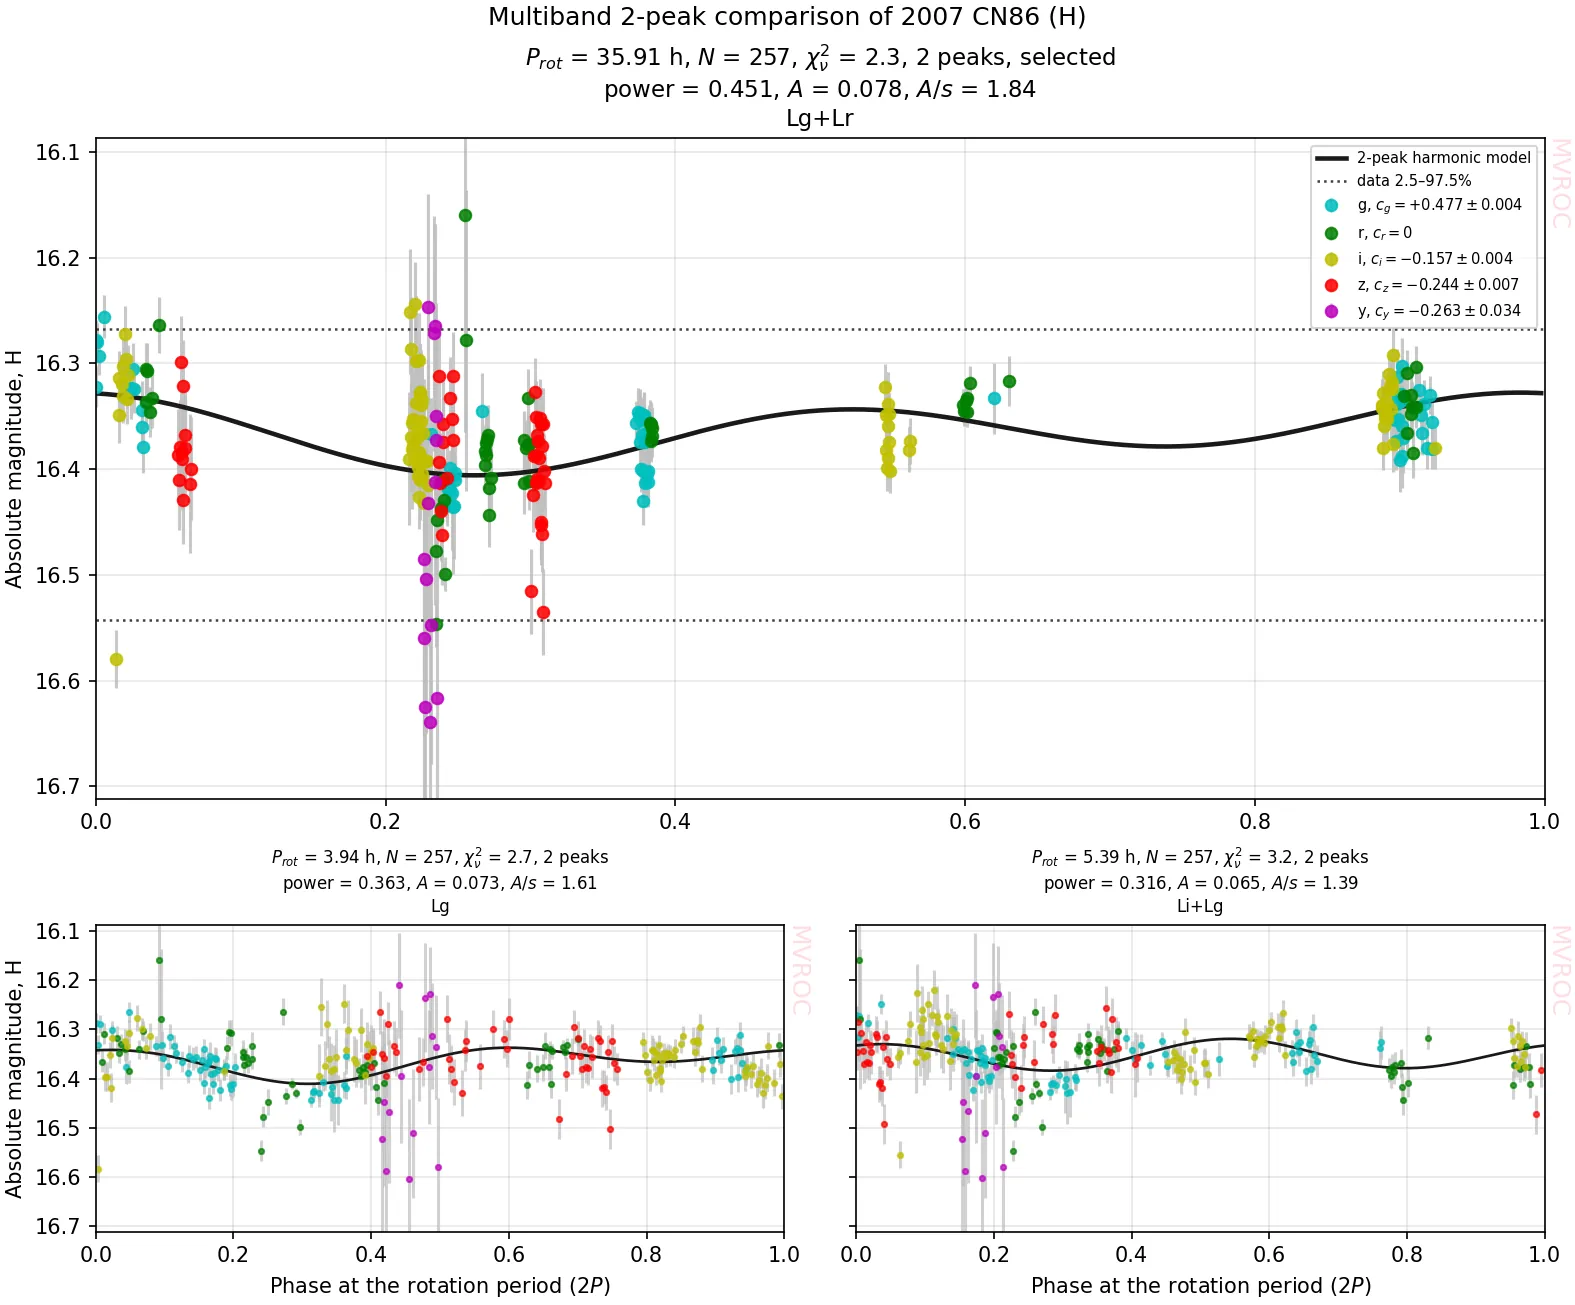 Multiband 2-peak comparison of 2007 CN86 (H)
P_rot = 35.91 h, N = 257, χ²_ν = 2.3, 2 peaks, selected
power = 0.451, A = 0.078, A/s = 1.84
Lg+Lr
Absolute magnitude, H
16.1
16.2
16.3
16.4
16.5
16.6
16.7
0.0 0.2 0.4 0.6 0.8 1.0
2-peak harmonic model
data 2.5–97.5%
g, c_g = +0.477 ± 0.004
r, c_r = 0
i, c_i = −0.157 ± 0.004
z, c_z = −0.244 ± 0.007
y, c_y = −0.263 ± 0.034
MVROC
P_rot = 3.94 h, N = 257, χ²_ν = 2.7, 2 peaks
power = 0.363, A = 0.073, A/s = 1.61
Lg
Absolute magnitude, H
16.1
16.2
16.3
16.4
16.5
16.6
16.7
0.0 0.2 0.4 0.6 0.8 1.0
Phase at the rotation period (2P)
MVROC
P_rot = 5.39 h, N = 257, χ²_ν = 3.2, 2 peaks
power = 0.316, A = 0.065, A/s = 1.39
Li+Lg
0.0 0.2 0.4 0.6 0.8 1.0
Phase at the rotation period (2P)
MVROC